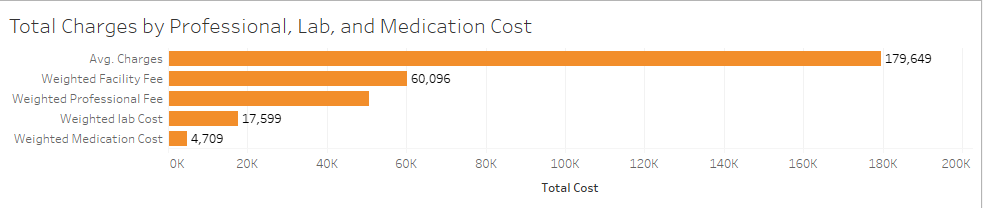 Total Charges by Professional, Lab, and Medication Cost
Avg. Charges 179,649
Weighted Facility Fee 60,096
Weighted Professional Fee
Weighted lab Cost 17,599
Weighted Medication Cost 4,709
0K 20K 40K 60K 80K 100K 120K 140K 160K 180K 200K
Total Cost